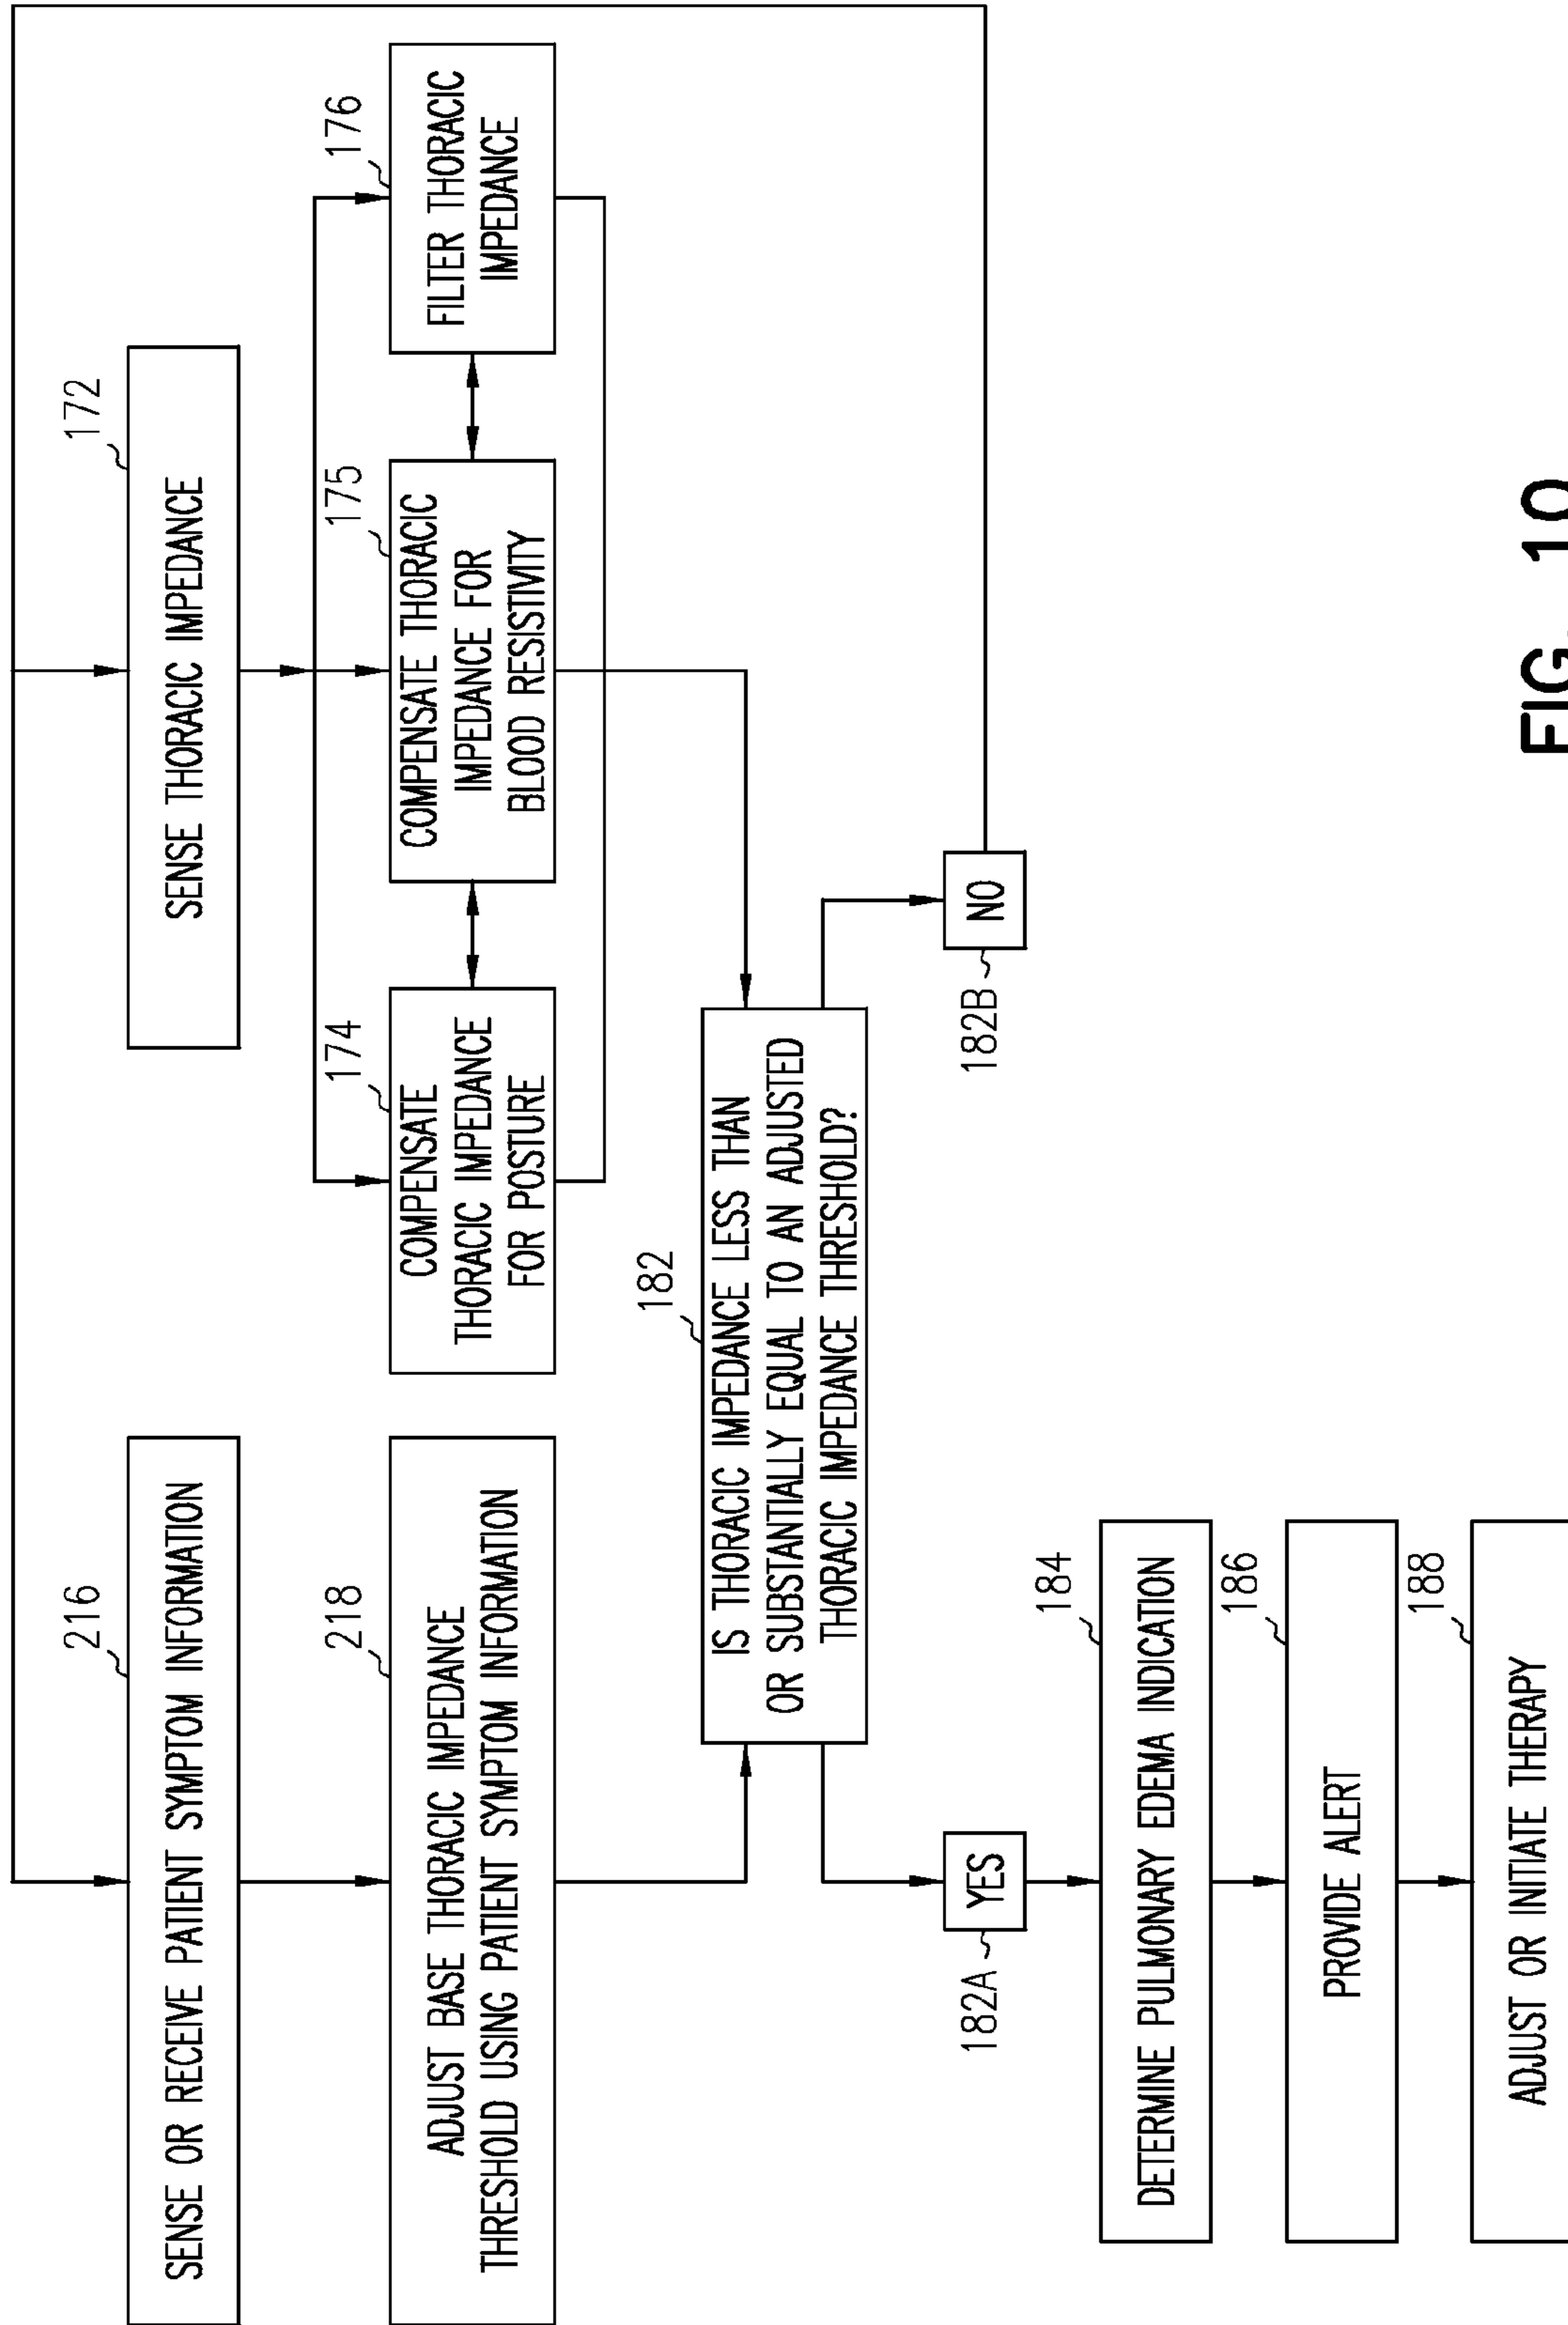 216
SENSE OR RECEIVE PATIENT SYMPTOM INFORMATION
172
SENSE THORACIC IMPEDANCE
218
ADJUST BASE THORACIC IMPEDANCE
THRESHOLD USING PATIENT SYMPTOM INFORMATION
174
COMPENSATE
THORACIC IMPEDANCE
FOR POSTURE
175
COMPENSATE THORACIC
IMPEDANCE FOR
BLOOD RESISTIVITY
176
FILTER THORACIC
IMPEDANCE
182
IS THORACIC IMPEDANCE LESS THAN
OR SUBSTANTIALLY EQUAL TO AN ADJUSTED
THORACIC IMPEDANCE THRESHOLD?
182A
YES
182B
NO
184
DETERMINE PULMONARY EDEMA INDICATION
186
PROVIDE ALERT
188
ADJUST OR INITIATE THERAPY
FIG. 10